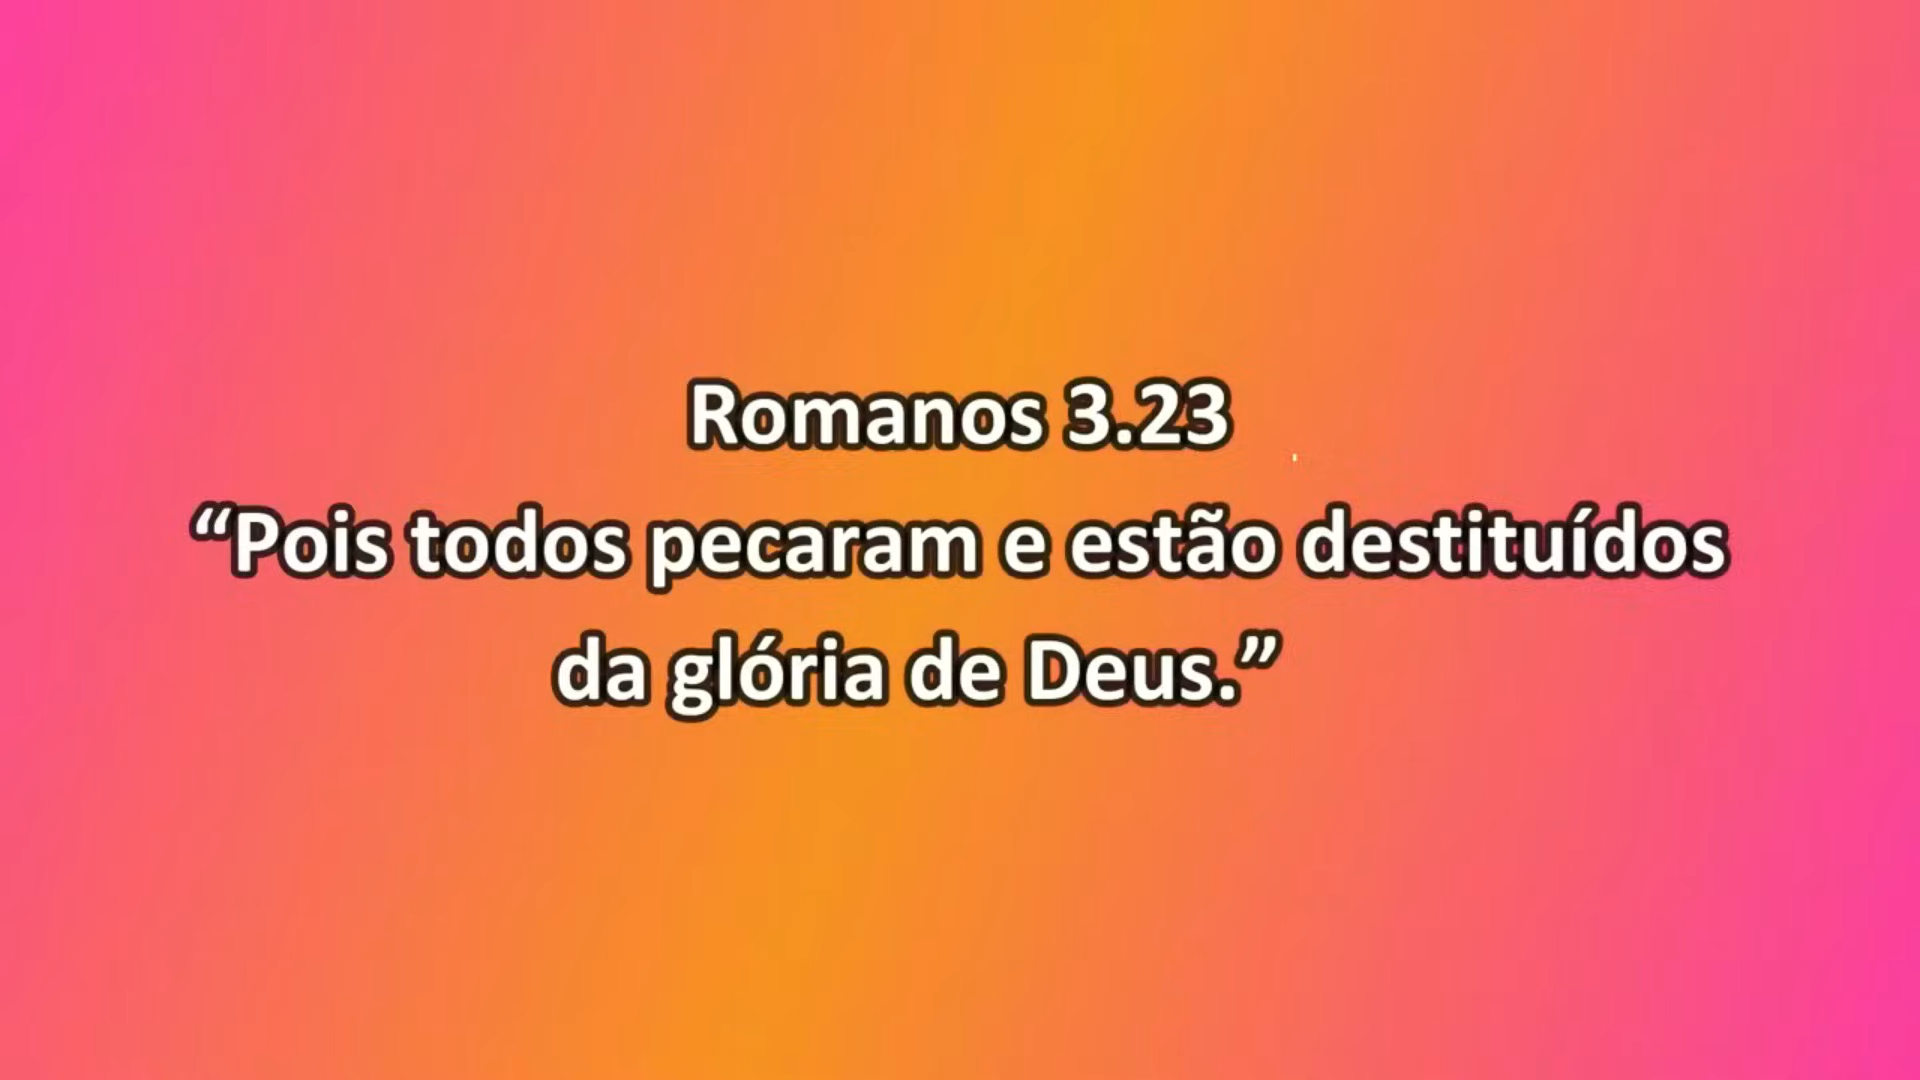 Romanos 3.23
“Pois todos pecaram e estão destituídos
da glória de Deus.”